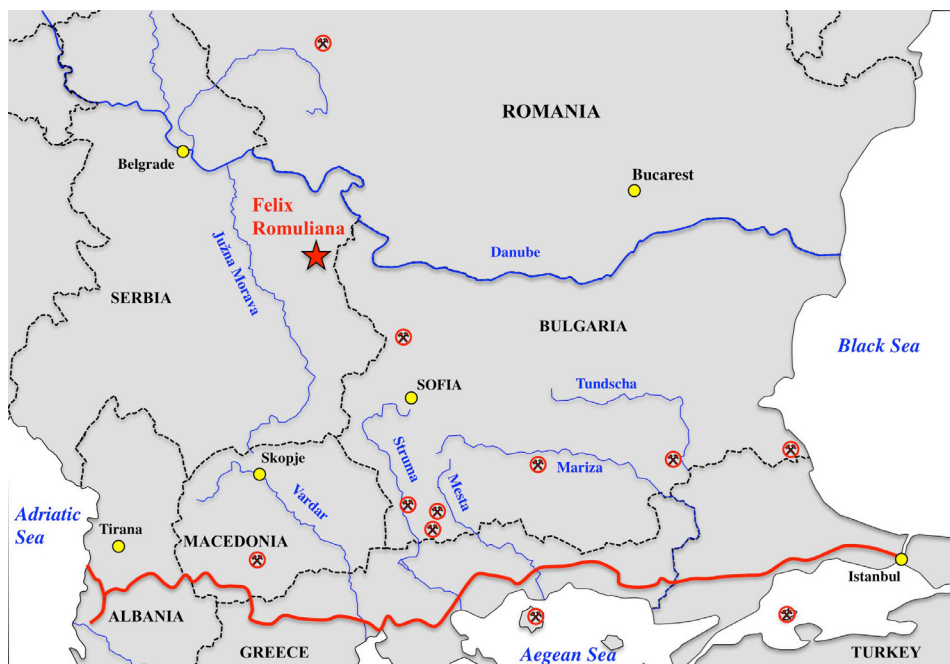 ROMANIA
Belgrade
Bucarest
Felix
Romuliana
Južna Morava
Danube
SERBIA
BULGARIA
Black Sea
SOFIA
Tundscha
Struma
Skopje
Mariza
Mesta
Vardar
Adriatic
Sea
Tirana
MACEDONIA
Istanbul
ALBANIA
GREECE
Aegean Sea
TURKEY